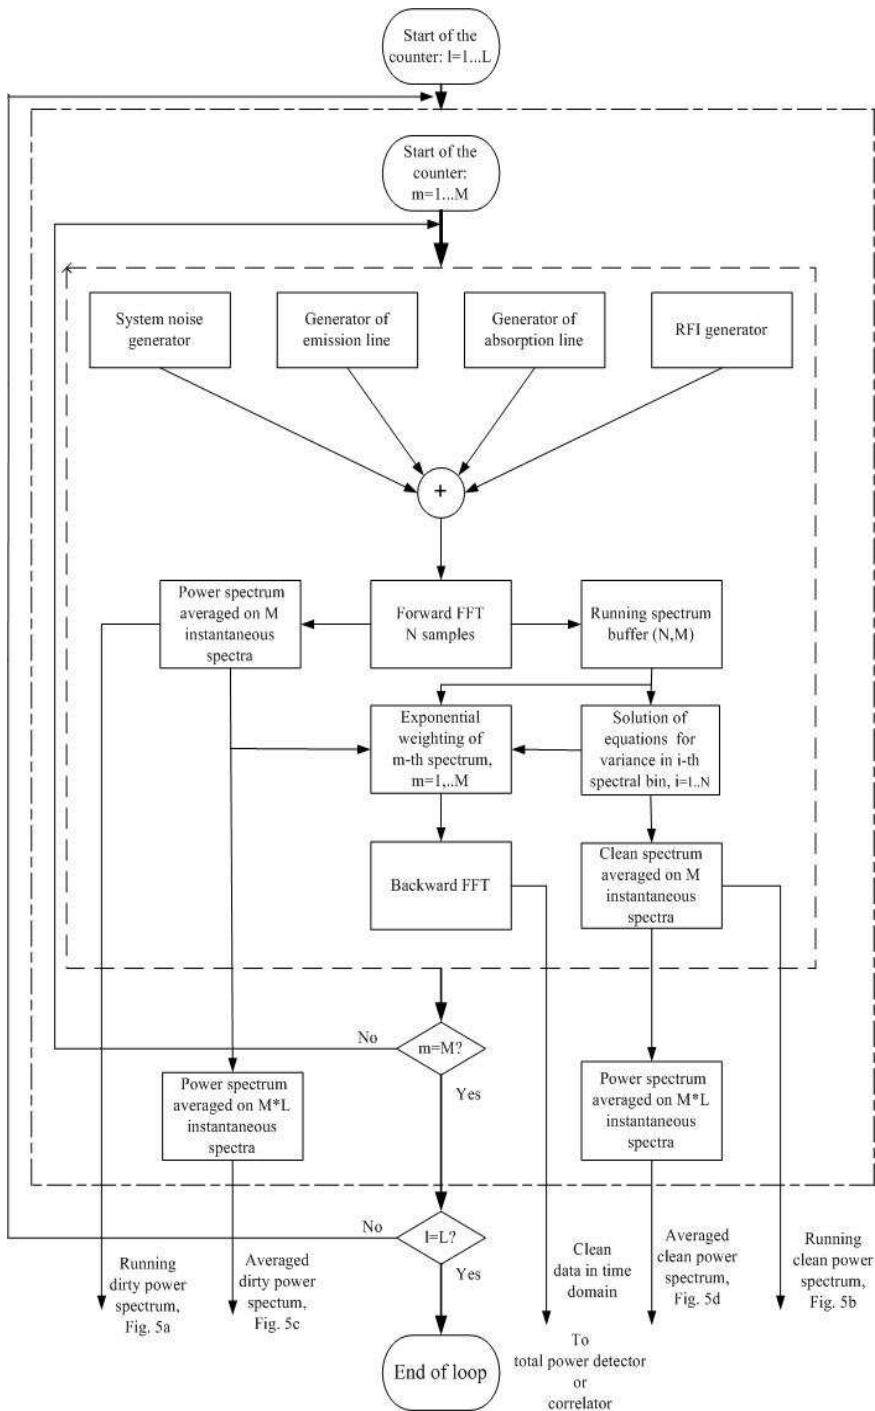 Start of the
counter: l=1...L
Start of the
counter:
m=1...M
System noise
generator
Generator of
emission line
Generator of
absorption line
RFI generator
+
Power spectrum
averaged on M
instantaneous
spectra
Forward FFT
N samples
Running spectrum
buffer (N,M)
Exponential
weighting of
m-th spectrum,
m=1,..M
Solution of
equations for
variance in i-th
spectral bin, i=1..N
Backward FFT
Clean spectrum
averaged on M
instantaneous
spectra
No
m=M?
Yes
Power spectrum
averaged on M*L
instantaneous
spectra
Power spectrum
averaged on M*L
instantaneous
spectra
No
l=L?
Yes
Running
dirty power
spectrum,
Fig. 5a
Averaged
dirty power
spectum,
Fig. 5c
Clean
data in time
domain
Averaged
clean power
spectrum,
Fig. 5d
Running
clean power
spectrum,
Fig. 5b
To
total power detector
or
correlator
End of loop